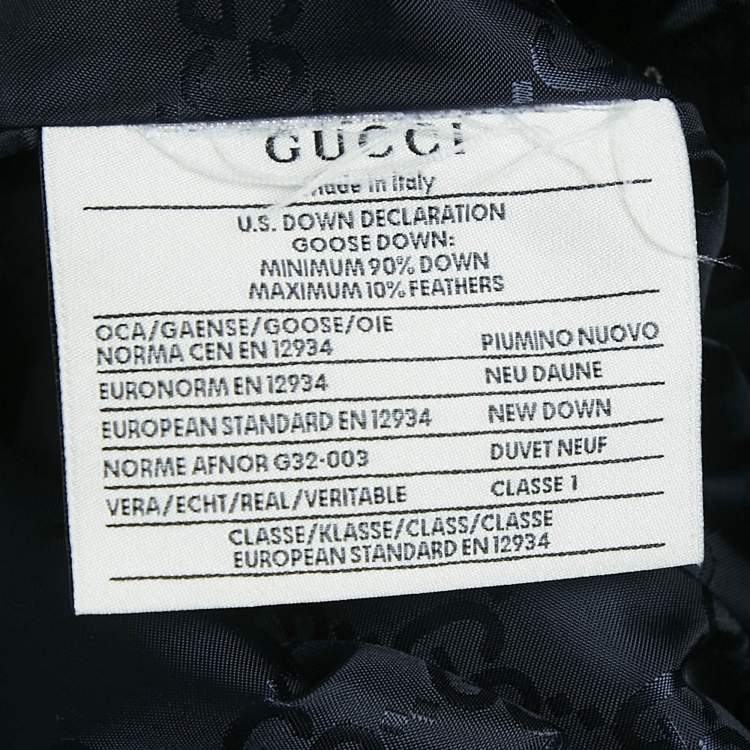 GUCCI
made in Italy
U.S. DOWN DECLARATION
GOOSE DOWN:
MINIMUM 90% DOWN
MAXIMUM 10% FEATHERS
OCA/GAENSE/GOOSE/OIE
NORMA CEN EN 12934 PIUMINO NUOVO
EURONORM EN 12934 NEU DAUNE
EUROPEAN STANDARD EN 12934 NEW DOWN
NORME AFNOR G32-003 DUVET NEUF
VERA/ECHT/REAL/VERITABLE CLASSE 1
CLASSE/KLASSE/CLASS/CLASSE
EUROPEAN STANDARD EN 12934